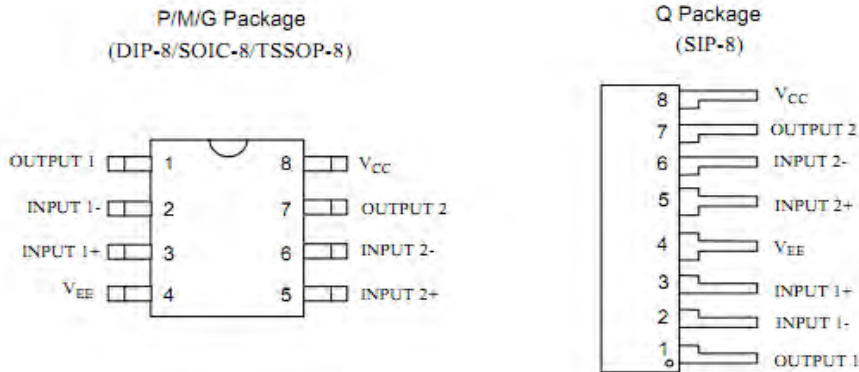 P/M/G Package
(DIP-8/SOIC-8/TSSOP-8)
OUTPUT 1 1 8 VCC
INPUT 1- 2 7 OUTPUT 2
INPUT 1+ 3 6 INPUT 2-
VEE 4 5 INPUT 2+
Q Package
(SIP-8)
8 VCC
7 OUTPUT 2
6 INPUT 2-
5 INPUT 2+
4 VEE
3 INPUT 1+
2 INPUT 1-
1 OUTPUT 1